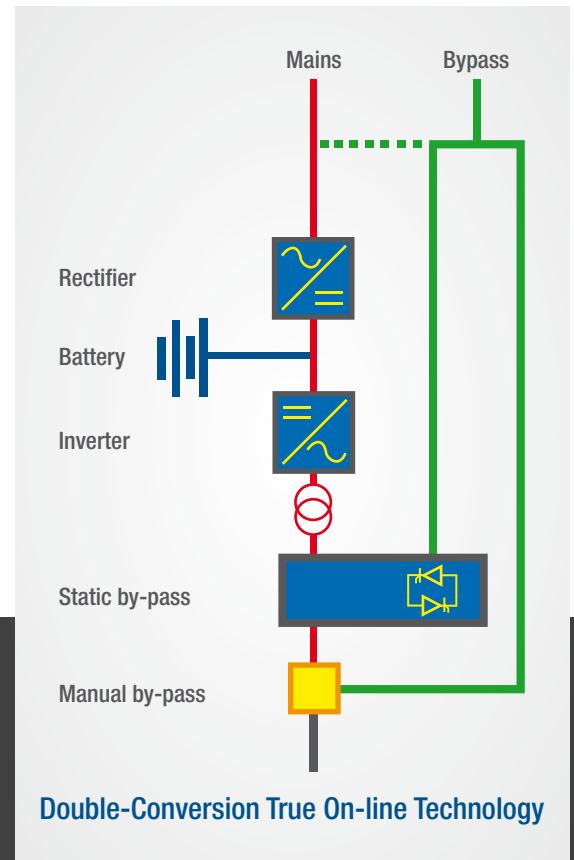 Mains
Bypass
Rectifier
Battery
Inverter
Static by-pass
Manual by-pass
Double-Conversion True On-line Technology